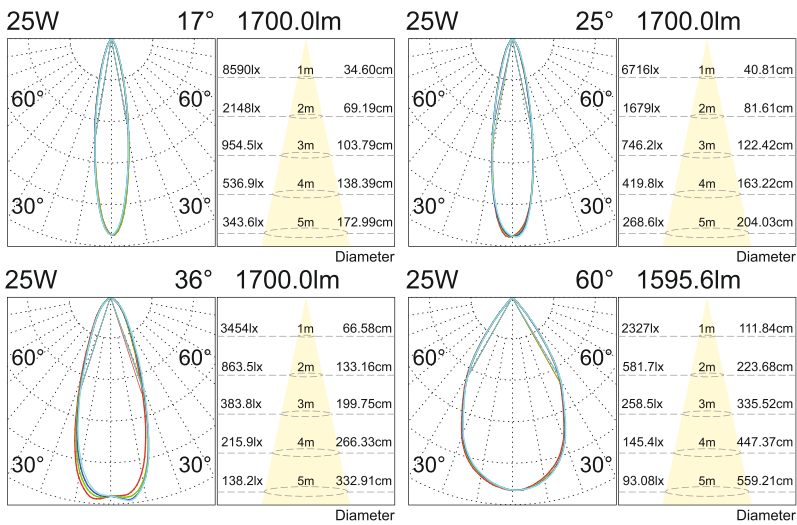 25W 17° 1700.0lm
8590lx 1m 34.60cm
60° 60°
2148lx 2m 69.19cm
954.5lx 3m 103.79cm
536.9lx 4m 138.39cm
30° 30°
343.6lx 5m 172.99cm
Diameter
25W 25° 1700.0lm
6716lx 1m 40.81cm
60° 60°
1679lx 2m 81.61cm
746.2lx 3m 122.42cm
419.8lx 4m 163.22cm
30° 30°
268.6lx 5m 204.03cm
Diameter
25W 36° 1700.0lm
3454lx 1m 66.58cm
60° 60°
863.5lx 2m 133.16cm
383.8lx 3m 199.75cm
215.9lx 4m 266.33cm
30° 30°
138.2lx 5m 332.91cm
Diameter
25W 60° 1595.6lm
2327lx 1m 111.84cm
60° 60°
581.7lx 2m 223.68cm
258.5lx 3m 335.52cm
145.4lx 4m 447.37cm
30° 30°
93.08lx 5m 559.21cm
Diameter